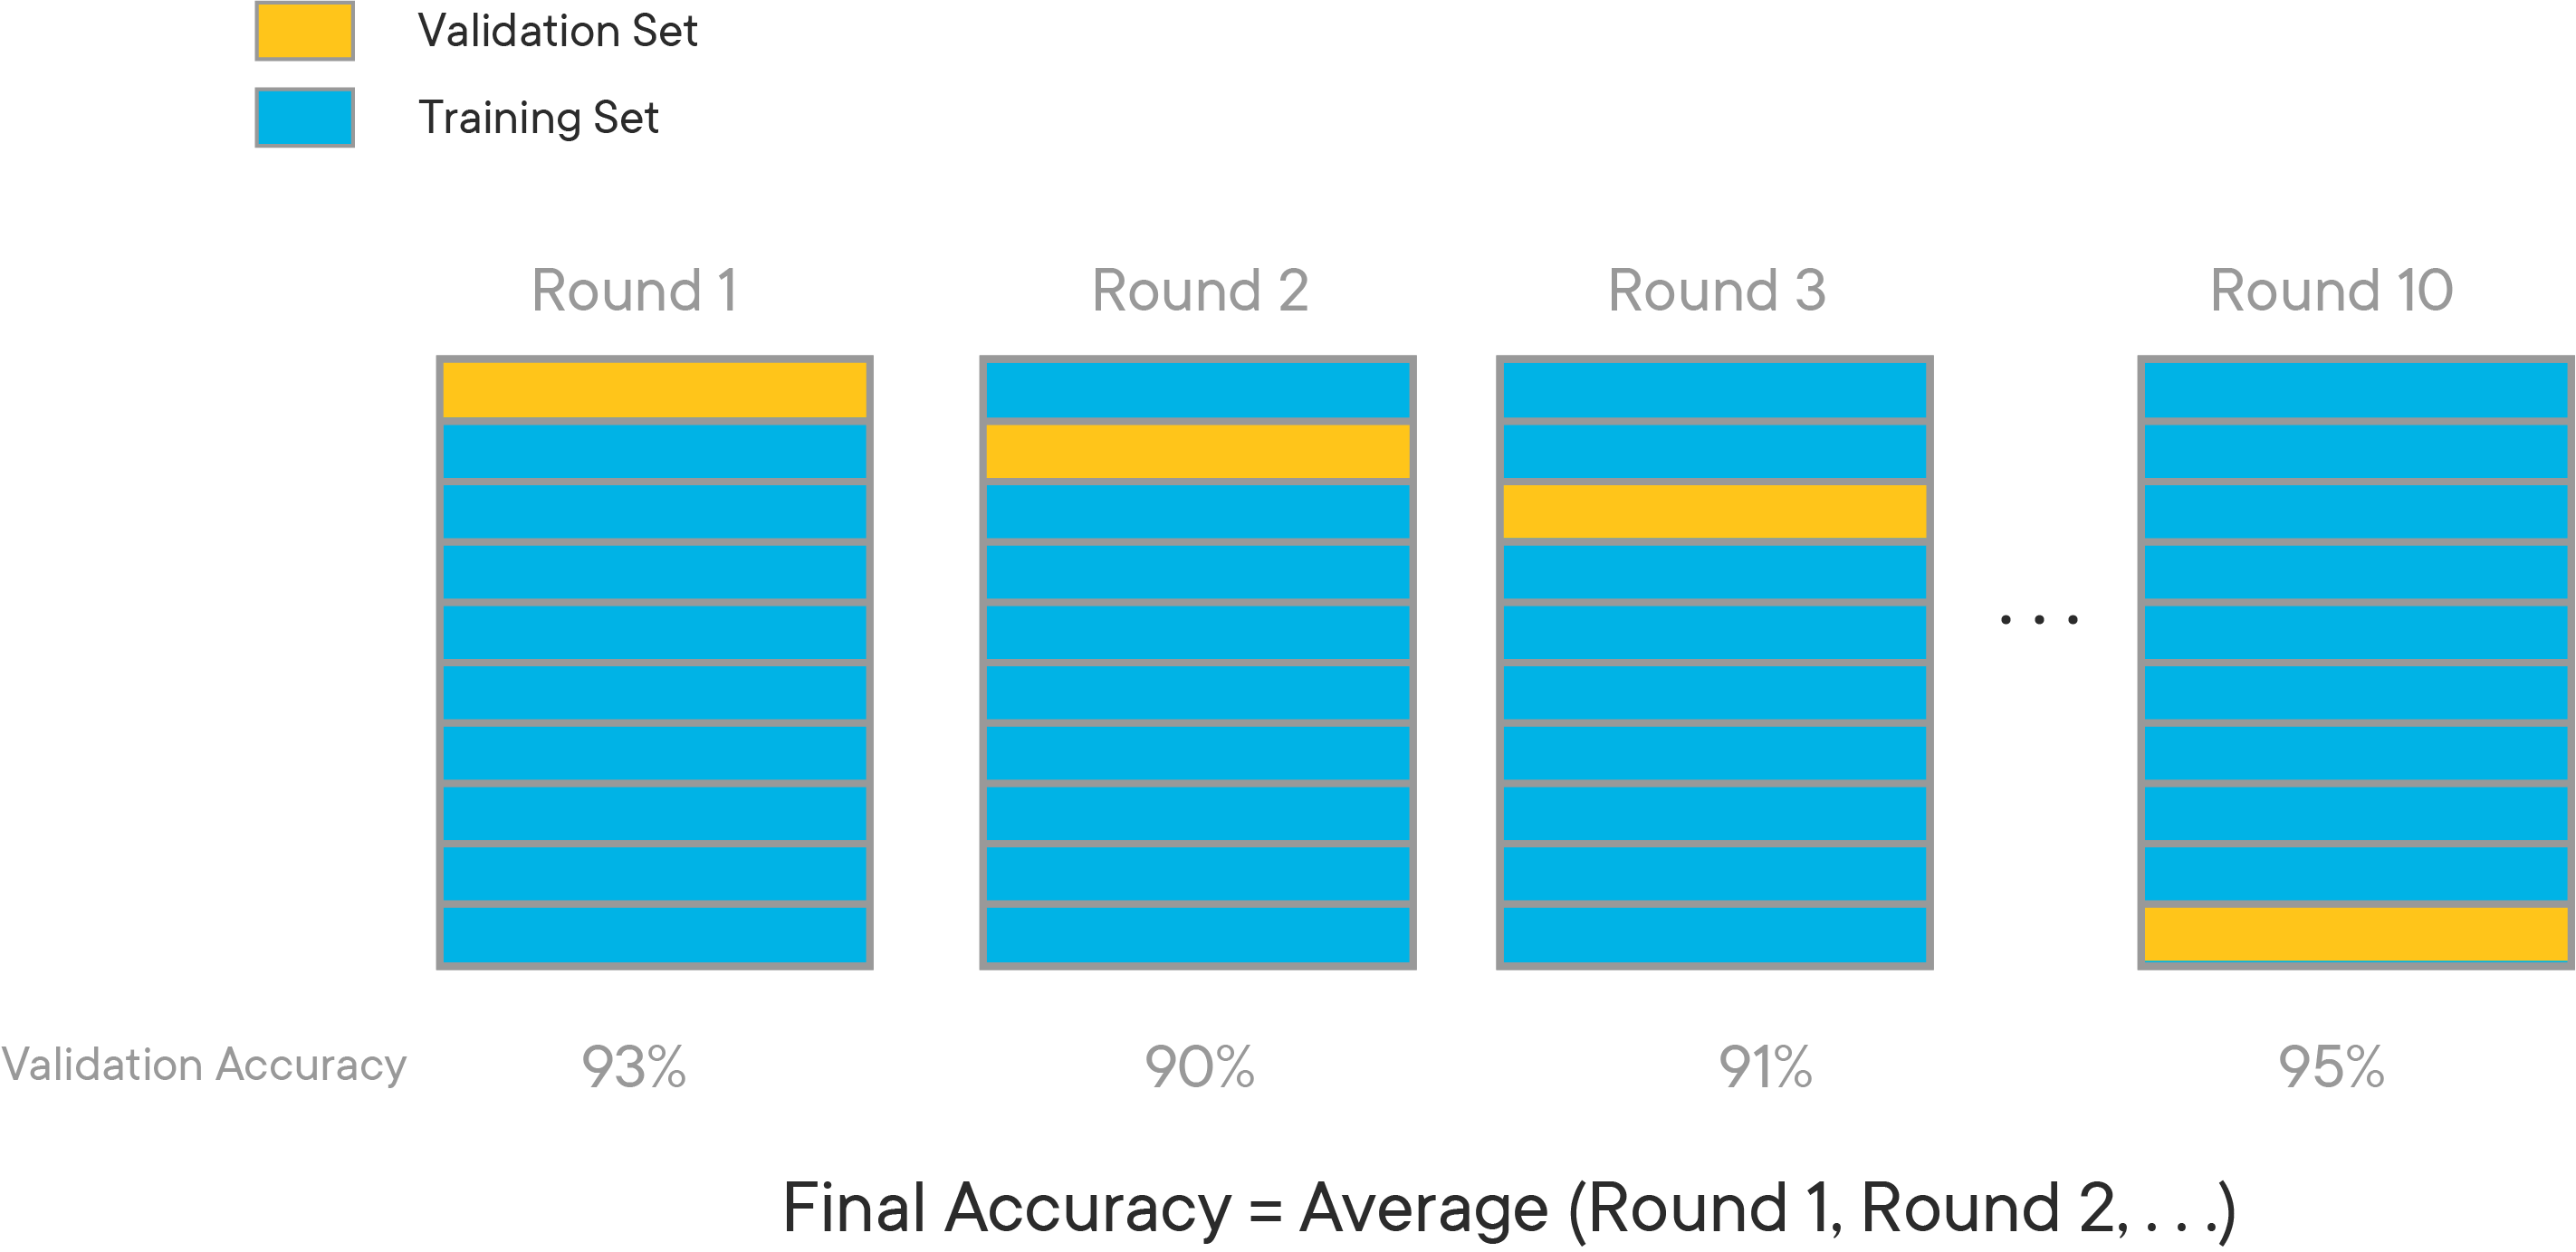 Validation Set
Training Set
Round 1 Round 2 Round 3 Round 10
. . .
Validation Accuracy 93% 90% 91% 95%
Final Accuracy = Average (Round 1, Round 2, . . .)